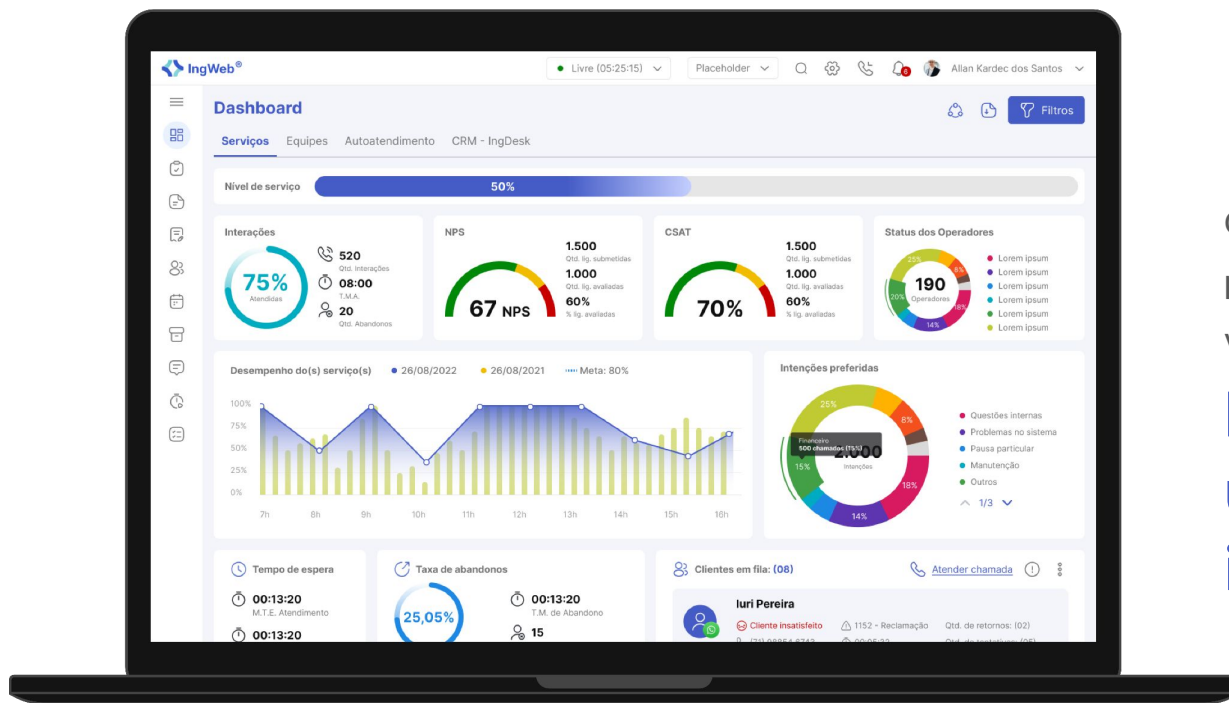 IngWeb®
Livre (05:25:15)
Placeholder
6
Allan Kardec dos Santos
Dashboard
Filtros
Serviços Equipes Autoatendimento CRM - IngDesk
Nível de serviço 50%
Interações
75%
Atendidas
520
Qtd. Interações
08:00
T.M.A.
20
Qtd. Abandonos
NPS
67 NPS
1.500
Qtd. lig. submetidas
1.000
Qtd. lig. avaliadas
60%
% lig. avaliadas
CSAT
70%
1.500
Qtd. lig. submetidas
1.000
Qtd. lig. avaliadas
60%
% lig. avaliadas
Status dos Operadores
25%
8%
20%
18%
14%
190
Operadores
Lorem ipsum
Lorem ipsum
Lorem ipsum
Lorem ipsum
Lorem ipsum
Lorem ipsum
Desempenho do(s) serviço(s) 26/08/2022 26/08/2021 Meta: 80%
100%
75%
50%
25%
0%
7h 8h 9h 10h 11h 12h 13h 14h 15h 16h
Intenções preferidas
25%
8%
Financeiro
500 chamados (15%)
2.000
Intenções
15%
18%
14%
Questões internas
Problemas no sistema
Pausa particular
Manutenção
Outros
1/3
Tempo de espera
00:13:20
M.T.E. Atendimento
00:13:20
Taxa de abandonos
25,05%
00:13:20
T.M. de Abandono
15
Clientes em fila: (08)
Atender chamada
Iuri Pereira
Cliente insatisfeito 1152 - Reclamação Qtd. de retornos: (02)